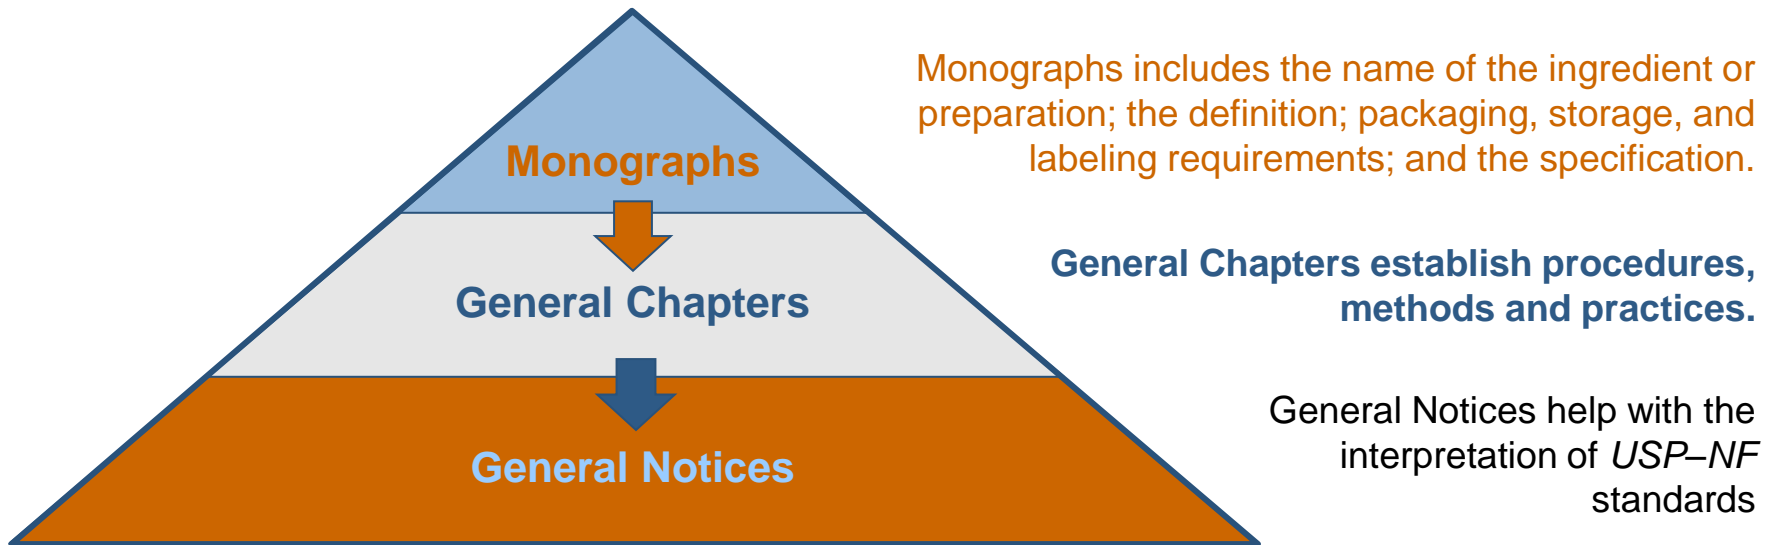 Monographs
General Chapters
General Notices
Monographs includes the name of the ingredient or
preparation; the definition; packaging, storage, and
labeling requirements; and the specification.
General Chapters establish procedures,
methods and practices.
General Notices help with the
interpretation of USP–NF
standards